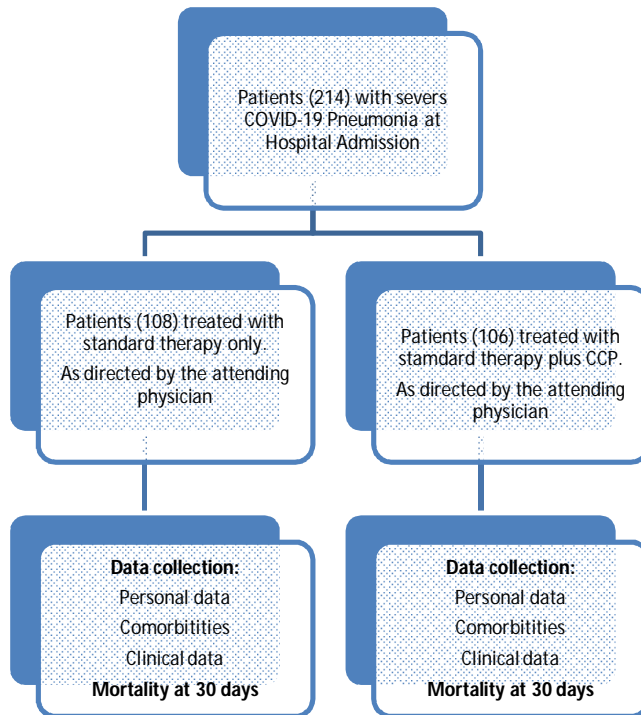 Patients (214) with severs
COVID-19 Pneumonia at
Hospital Admission
Patients (108) treated with
standard therapy only.
As directed by the attending
physician
Patients (106) treated with
stamdard therapy plus CCP.
As directed by the attending
physician
Data collection:
Personal data
Comorbitities
Clinical data
Mortality at 30 days
Data collection:
Personal data
Comorbitities
Clinical data
Mortality at 30 days